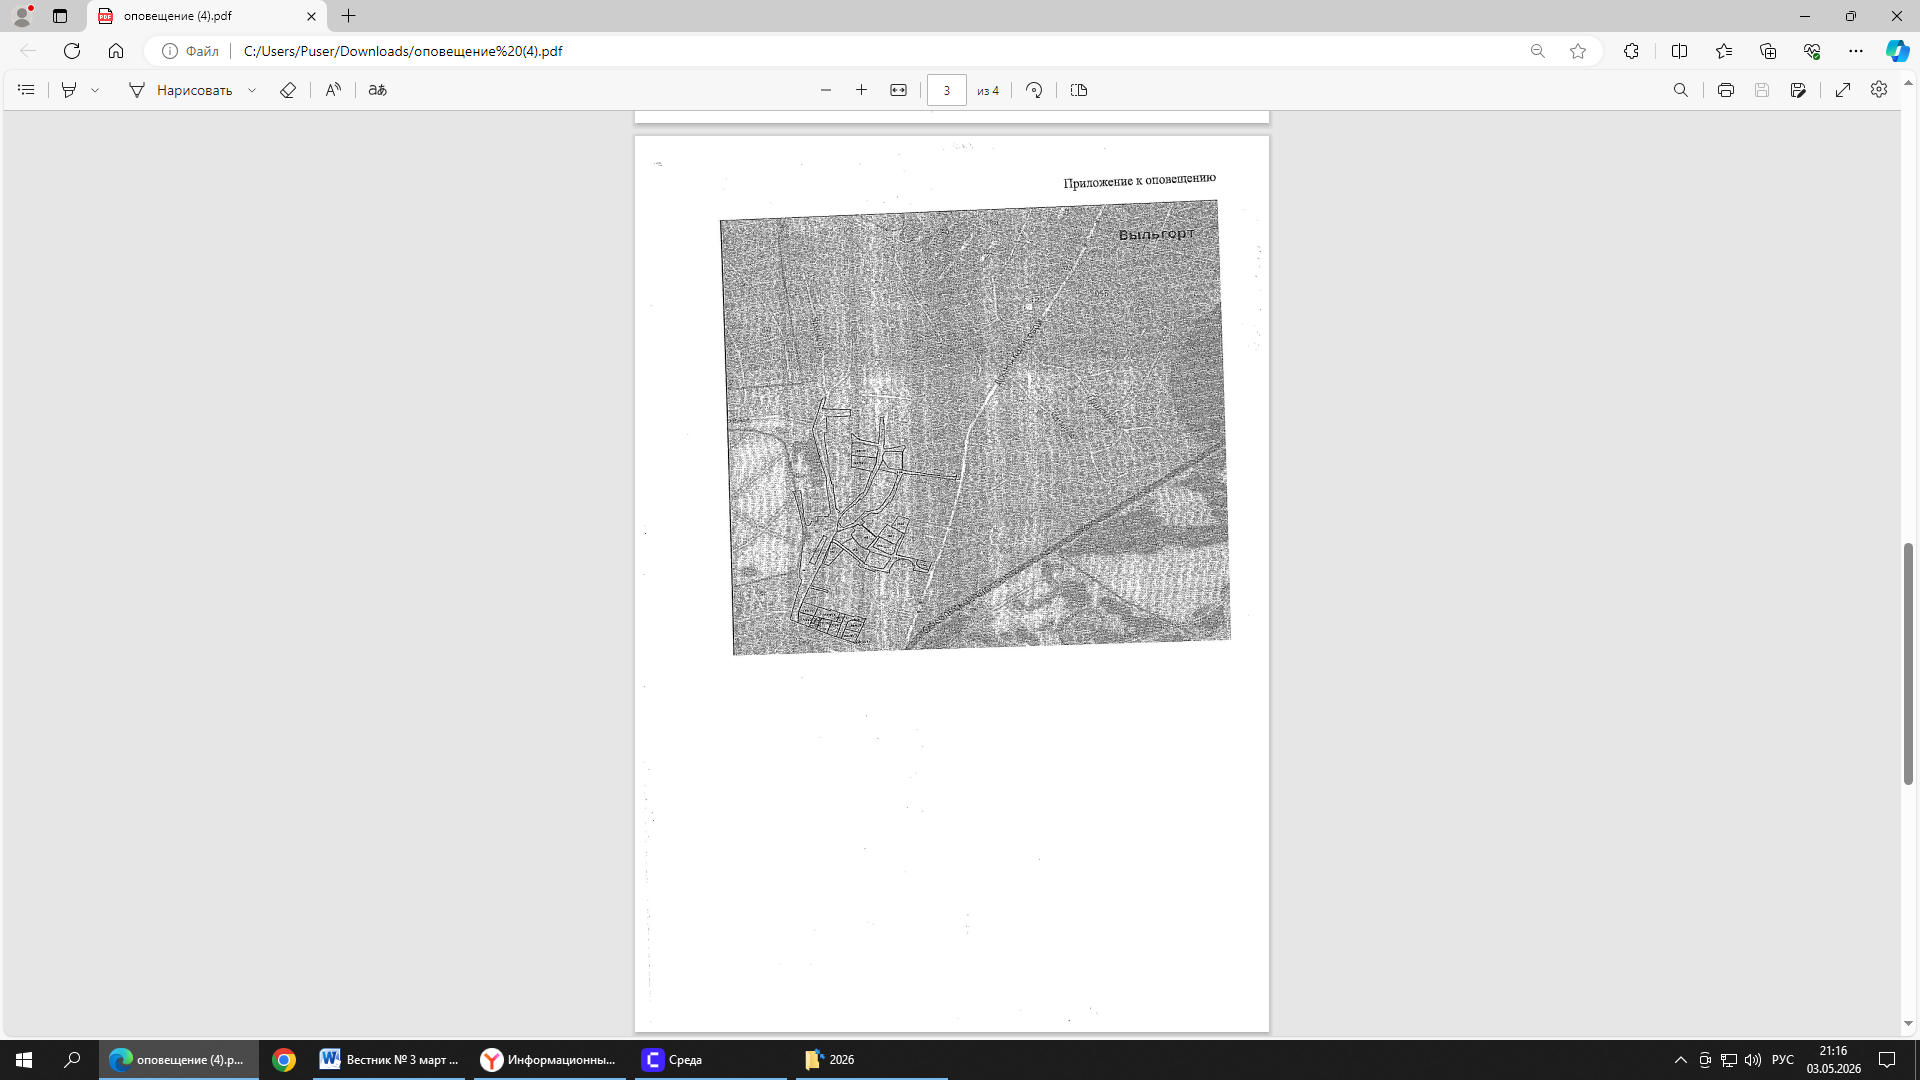 оповещение (4).pdf
Файл
C:/Users/Puser/Downloads/оповещение%20(4).pdf
Нарисовать
3
из 4
Приложение к оповещению
Выльгорт
оповещение (4).p...
Вестник № 3 март ...
Информационны...
Среда
2026
РУС
21:16
03.05.2026